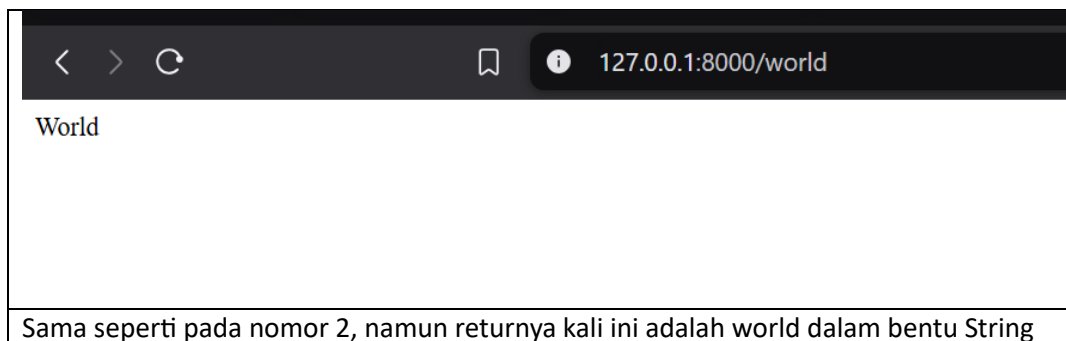 127.0.0.1:8000/world
World
Sama seperti pada nomor 2, namun returnya kali ini adalah world dalam bentu String